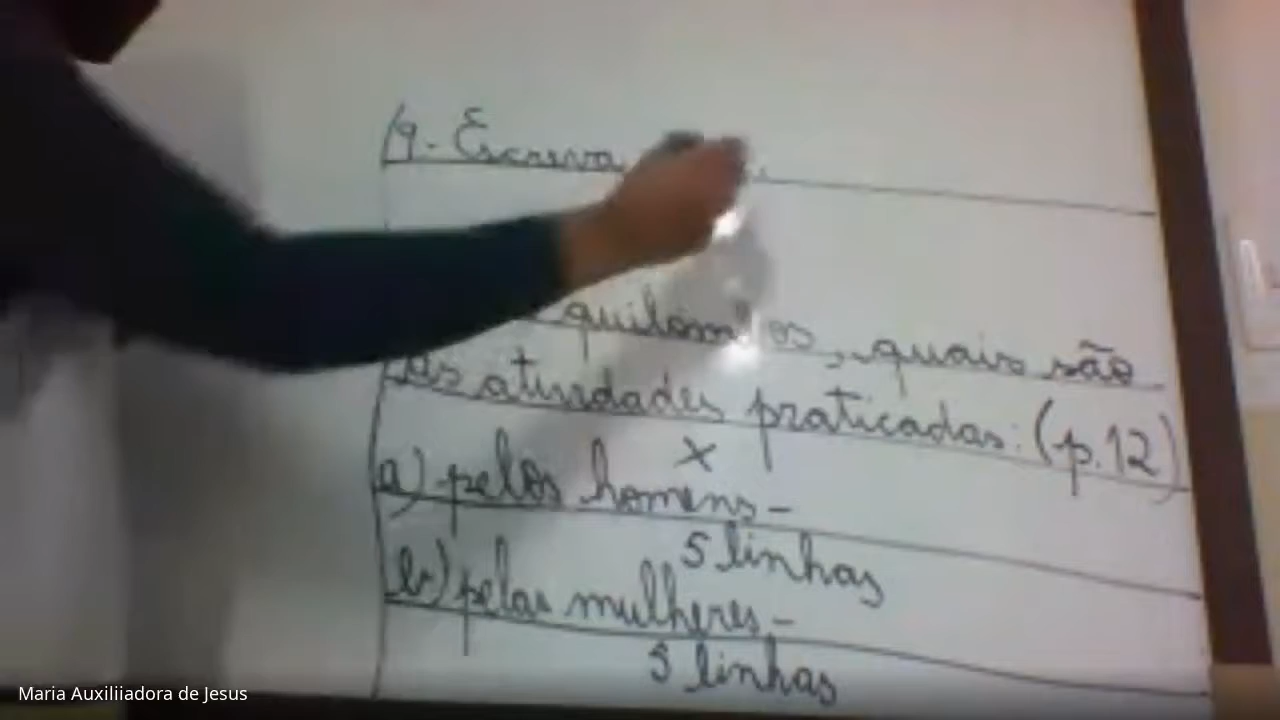 9- Escreva
quilombos, quais são
as atividades praticadas: (p.12)
x
a) pelos homens-
5 linhas
b) pelas mulheres-
5 linhas
Maria Auxiliiadora de Jesus